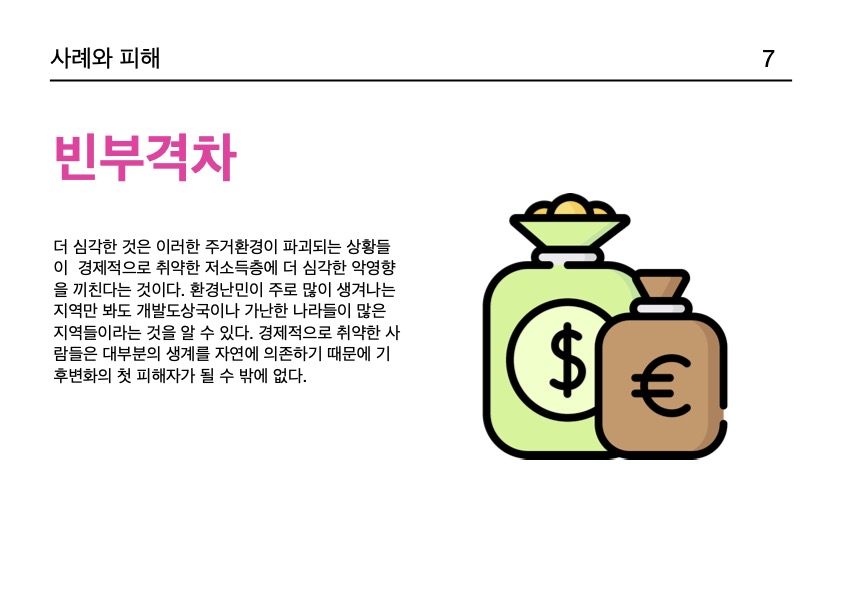 사례와 피해
7
빈부격차
더 심각한 것은 이러한 주거환경이 파괴되는 상황들
이  경제적으로 취약한 저소득층에 더 심각한 악영향
을 끼친다는 것이다. 환경난민이 주로 많이 생겨나는
지역만 봐도 개발도상국이나 가난한 나라들이 많은
지역들이라는 것을 알 수 있다. 경제적으로 취약한 사
람들은 대부분의 생계를 자연에 의존하기 때문에 기
후변화의 첫 피해자가 될 수 밖에 없다.
$
€